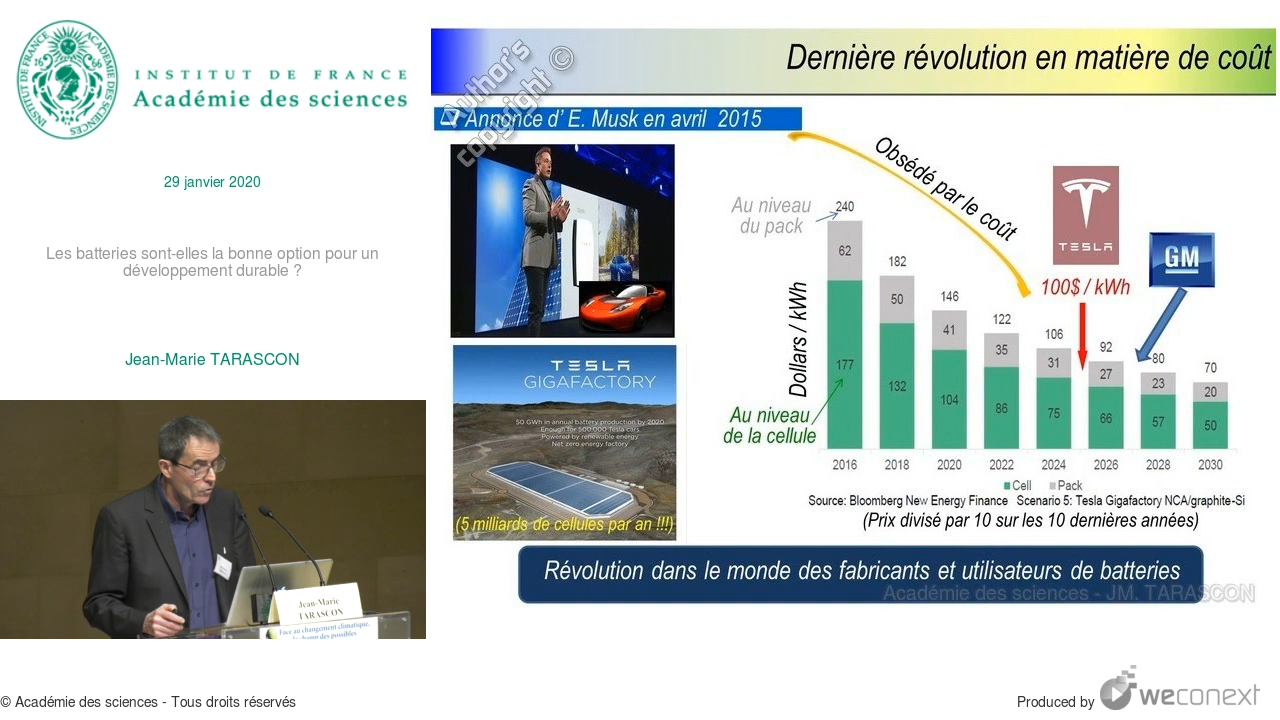 INSTITUT DE FRANCE
Académie des sciences
29 janvier 2020
Les batteries sont-elles la bonne option pour un
développement durable ?
Jean-Marie TARASCON
Jean-Marie
TARASCON
Face au changement climatique,
des possibles
Dernière révolution en matière de coût
Author's
copyright ©
Annonce d' E. Musk en avril 2015
TESLA
GIGAFACTORY
50 GWh in annual battery production by 2020
Enough for 500,000 Tesla cars
Powered by renewable energy
Net zero energy factory
(5 milliards de cellules par an !!!)
Obsédé par le coût
TESLA
GM
100$ / kWh
Au niveau
du pack
Au niveau
de la cellule
Dollars / kWh
240
182
146
122
106
92
80
70
62
50
41
35
31
27
23
20
177
132
104
86
75
66
57
50
2016 2018 2020 2022 2024 2026 2028 2030
Cell Pack
Source: Bloomberg New Energy Finance Scenario 5: Tesla Gigafactory NCA/graphite-Si
(Prix divisé par 10 sur les 10 dernières années)
Révolution dans le monde des fabricants et utilisateurs de batteries
Académie des sciences - JM. TARASCON
© Académie des sciences - Tous droits réservés
Produced by weconext